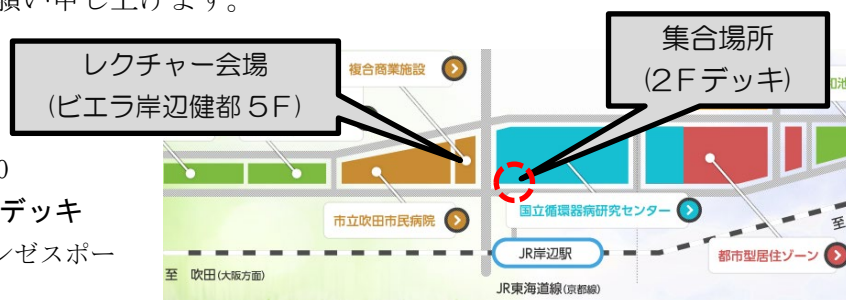 願い申し上げます。
集合場所
(2Fデッキ)
レクチャー会場
(ビエラ岸辺健都5F)
複合商業施設
0
デッキ
ンゼスポー
市立吹田市民病院
国立循環器病研究センター
JR岸辺駅
都市型居住ゾーン
至
至 吹田(大阪方面)
JR東海道線(京都線)